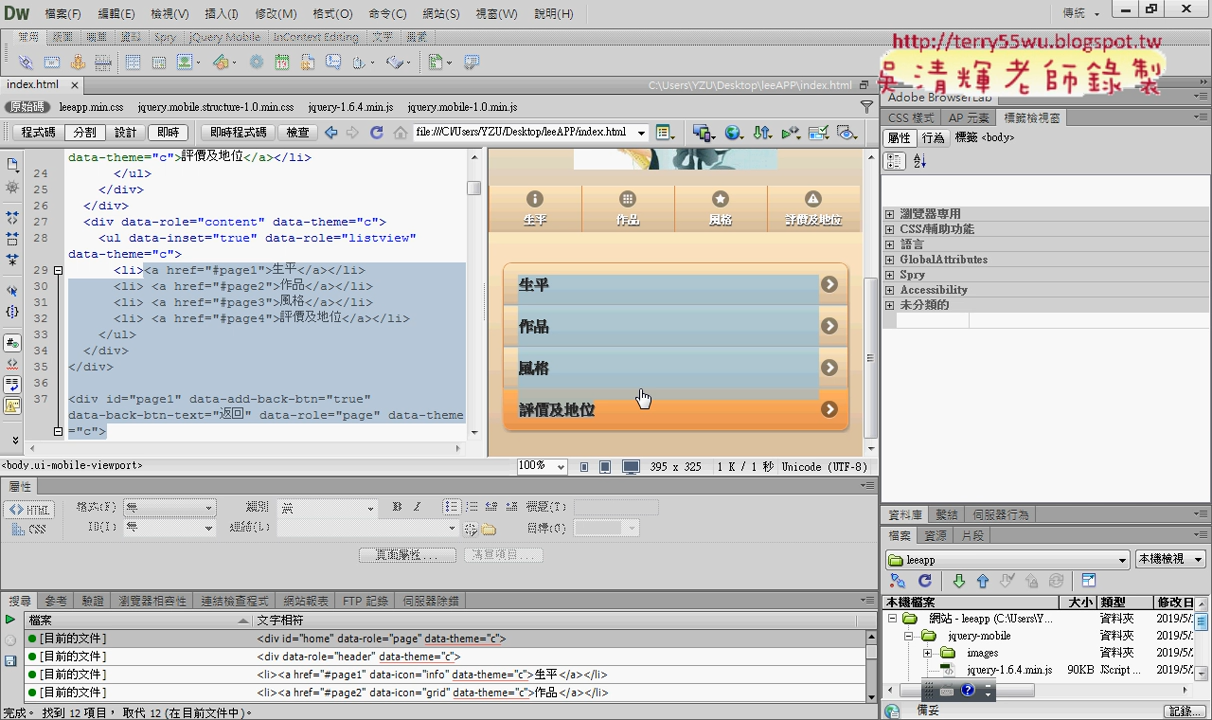 Dw 檔案(F) 編輯(E) 檢視(V) 插入(I) 修改(M) 格式(O) 命令(C) 網站(S) 視窗(W) 說明(H) 傳統
常用 版面 Spry jQuery Mobile InContext Editing 文字
http://terry55wu.blogspot.tw
吳清輝老師錄製
index.html C:\Users\YZU\Desktop\leeAPP\index.html
Adobe BrowserLab
原始碼 leeapp.min.css jquery.mobile.structure-1.0.min.css jquery-1.6.4.min.js jquery.mobile-1.0.min.js
CSS 樣式 AP 元素 標籤檢視器
程式碼 分割 設計 即時 即時程式碼 檢查 file:///C|/Users/YZU/Desktop/leeAPP/index.html
屬性 行為 標籤 <body>
data-theme="c">評價及地位</a></li>
24 </ul>
25 </div>
26 </div>
27 <div data-role="content" data-theme="c">
28 <ul data-inset="true" data-role="listview"
data-theme="c">
29 <li><a href="#page1">生平</a></li>
30 <li> <a href="#page2">作品</a></li>
31 <li> <a href="#page3">風格</a></li>
32 <li> <a href="#page4">評價及地位</a></li>
33 </ul>
34 </div>
35 </div>
36
37 <div id="page1" data-add-back-btn="true"
data-back-btn-text="返回" data-role="page" data-theme
="c">
生平 作品 風格 評價及地位
生平
作品
風格
評價及地位
瀏覽器專用
CSS/輔助功能
語言
GlobalAttributes
Spry
Accessibility
未分類的
<body.ui-mobile-viewport> 100% 395 x 325 1 K / 1 秒 Unicode (UTF-8)
屬性
<> HTML 格式(F) 無 類別 無 B I 標題(T)
CSS ID(I) 無 連結(L) 目標(G)
頁面屬性... 清單項目...
資料庫 繫結 伺服器行為
檔案 資源 片段
leeapp 本機檢視
本機檔案 大小 類型 修改日
網站 - leeapp (C:\Users\Y... 資料夾 2019/5/
jquery-mobile 資料夾 2019/5/
images 資料夾 2019/5/
jquery-1.6.4.min.js 90KB JScript... 2019/5/
備妥 記錄...
搜尋 參考 驗證 瀏覽器相容性 連結檢查程式 網站報表 FTP 記錄 伺服器除錯
檔案 文字相符
[目前的文件] <div id="home" data-role="page" data-theme="c">
[目前的文件] <div data-role="header" data-theme="c">
[目前的文件] <li><a href="#page1" data-icon="info" data-theme="c">生平</a></li>
[目前的文件] <li><a href="#page2" data-icon="grid" data-theme="c">作品</a></li>
完成。 找到 12 項目， 取代 12 (在目前文件中)。